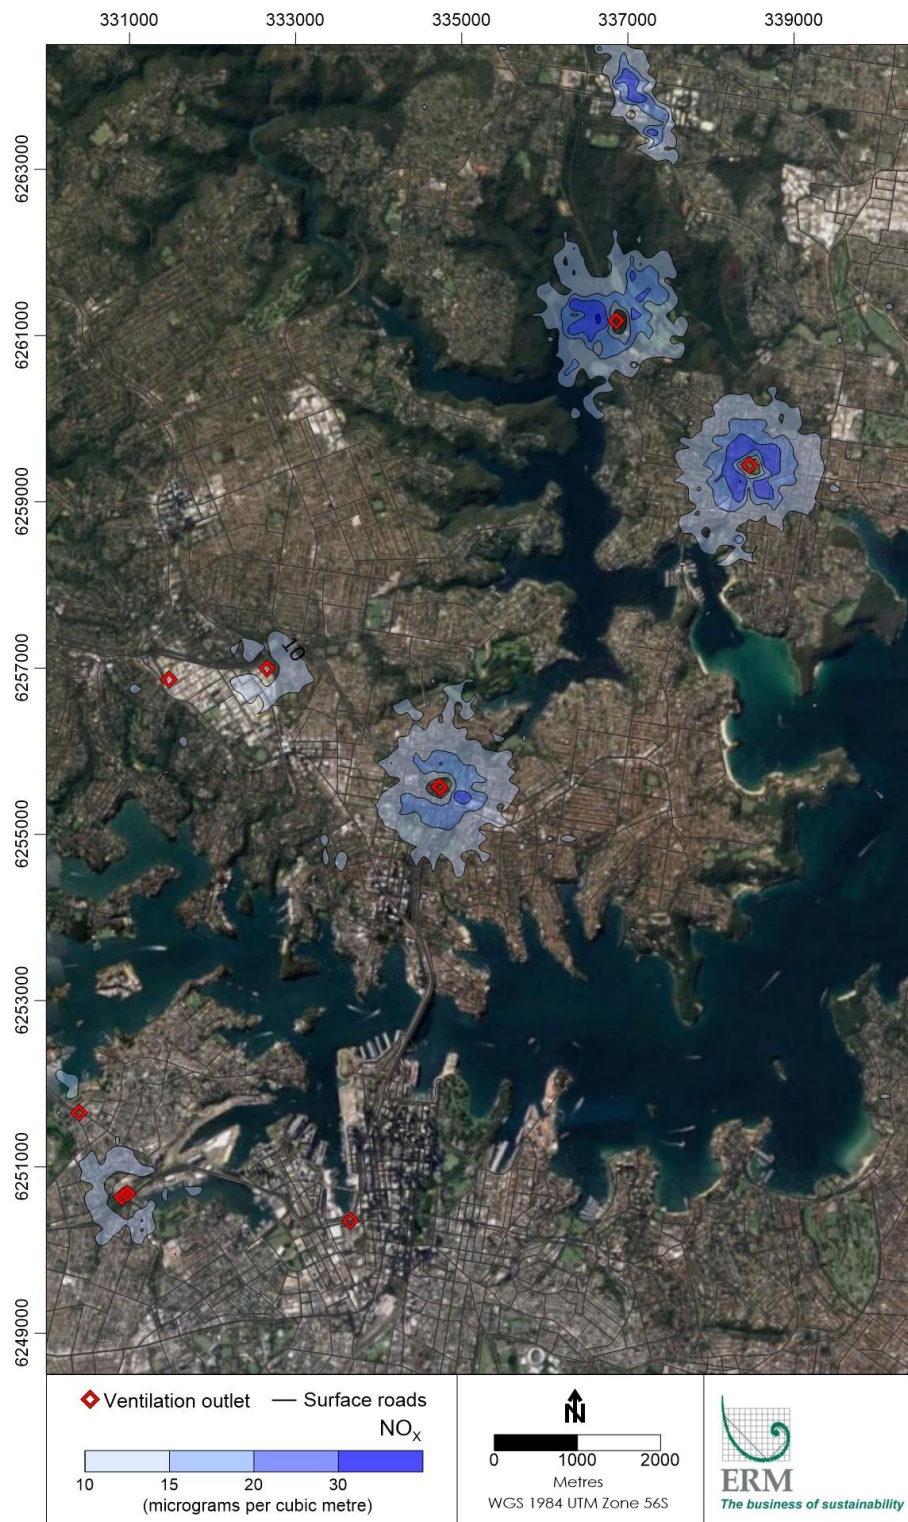 331000 333000 335000 337000 339000
6263000
6261000
6259000
6257000
10
6255000
6253000
6251000
6249000
Ventilation outlet Surface roads
NOₓ
10 15 20 30
(micrograms per cubic metre)
N
0 1000 2000
Metres
WGS 1984 UTM Zone 56S
ERM
The business of sustainability